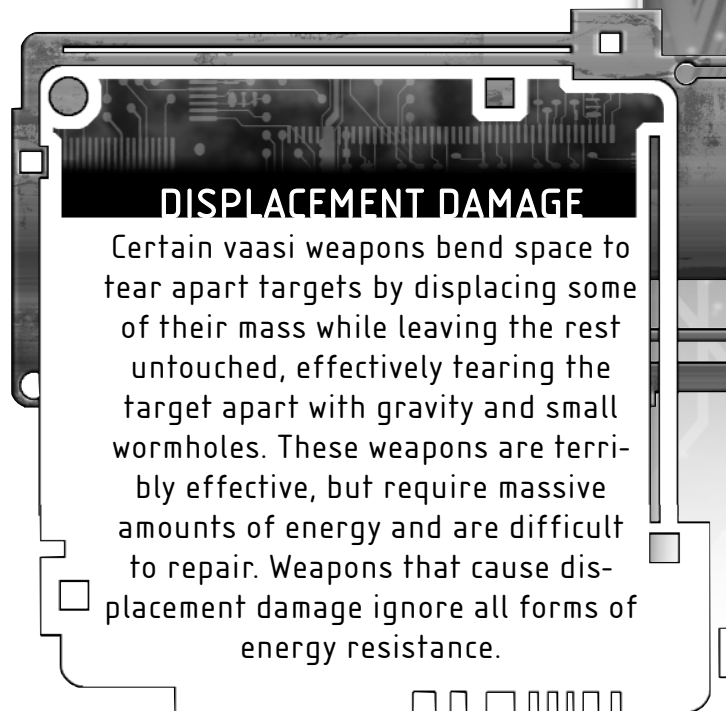 DISPLACEMENT DAMAGE
Certain vaasi weapons bend space to
tear apart targets by displacing some
of their mass while leaving the rest
untouched, effectively tearing the
target apart with gravity and small
wormholes. These weapons are terri-
bly effective, but require massive
amounts of energy and are difficult
to repair. Weapons that cause dis-
placement damage ignore all forms of
energy resistance.